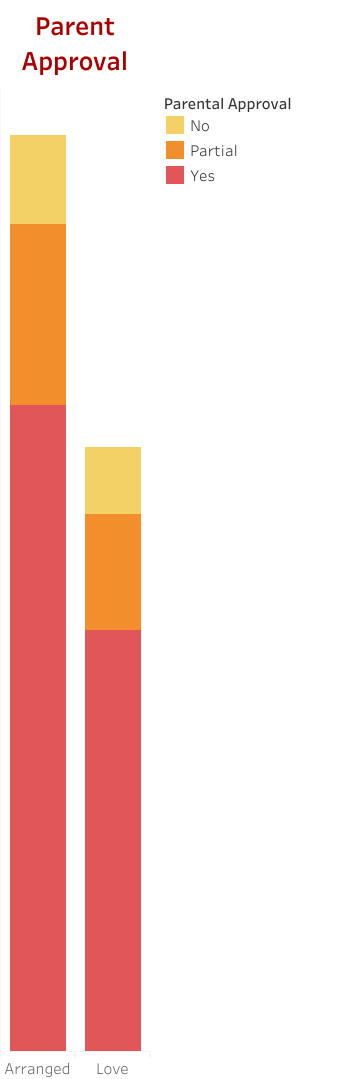 Parent
Approval
Parental Approval
No
Partial
Yes
Arranged
Love